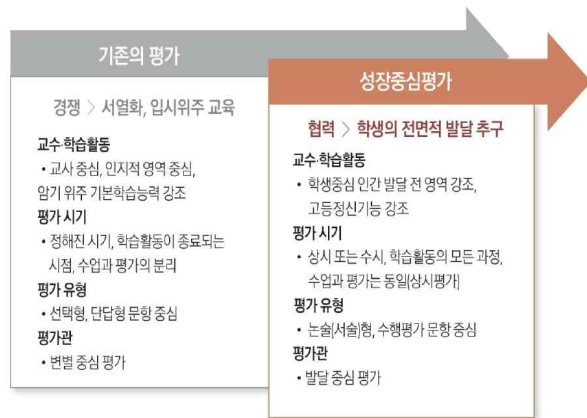 기존의 평가
경쟁 > 서열화, 입시위주 교육
교수·학습활동
• 교사 중심, 인지적 영역 중심,
암기 위주 기본학습능력 강조
평가 시기
• 정해진 시기, 학습활동이 종료되는
시점, 수업과 평가의 분리
평가 유형
• 선택형, 단답형 문항 중심
평가관
• 변별 중심 평가
성장중심평가
협력 > 학생의 전면적 발달 추구
교수·학습활동
• 학생중심 인간 발달 전 영역 강조,
고등정신기능 강조
평가 시기
• 상시 또는 수시, 학습활동의 모든 과정,
수업과 평가는 동일(상시평가)
평가 유형
• 논술(서술)형, 수행평가 문항 중심
평가관
• 발달 중심 평가